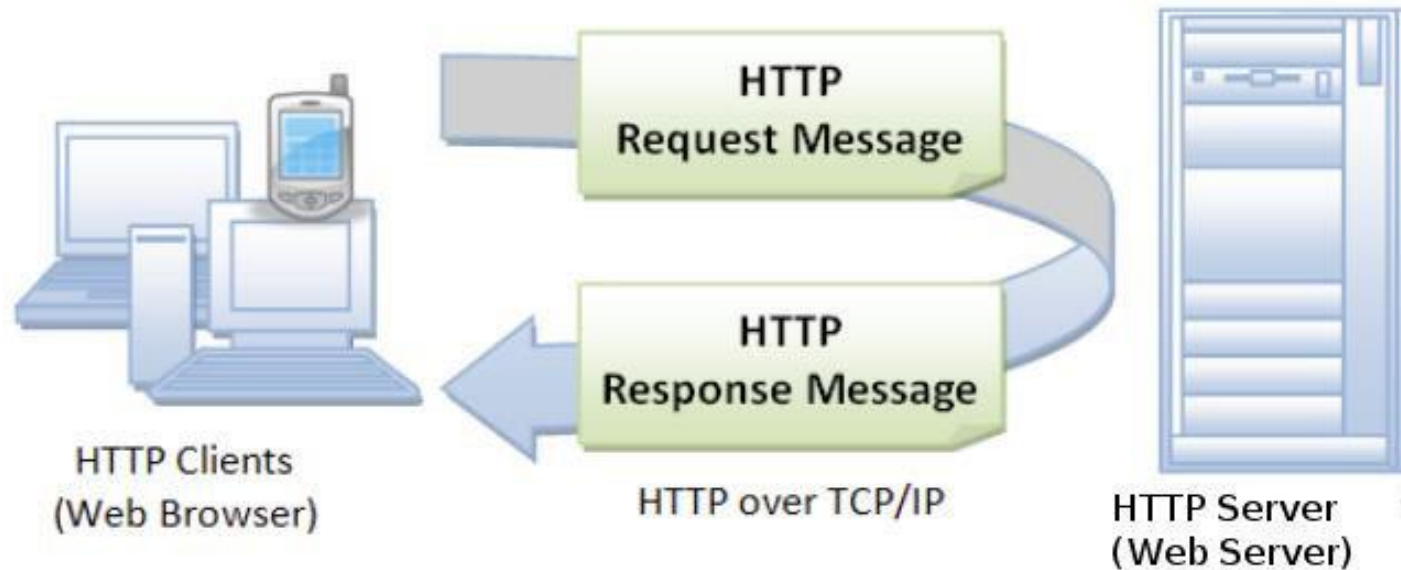 HTTP
Request Message
HTTP
Response Message
HTTP Clients
(Web Browser)
HTTP over TCP/IP
HTTP Server
(Web Server)